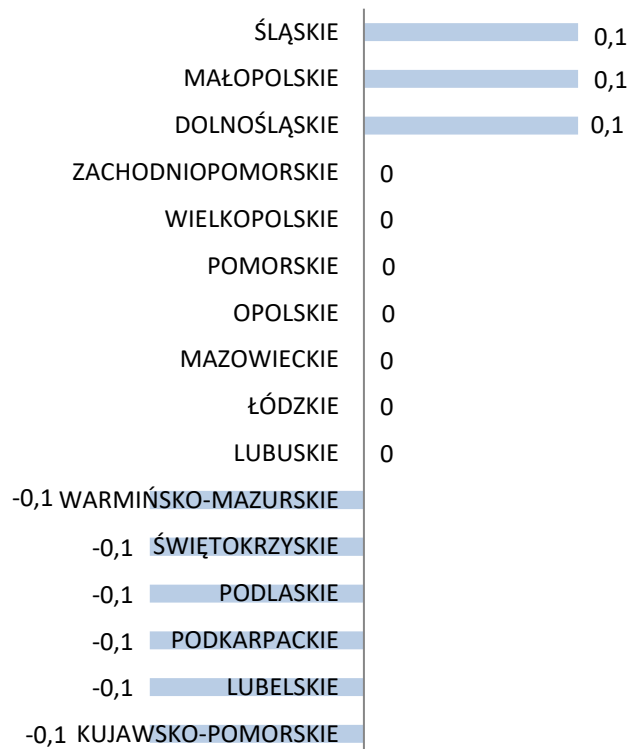 ŚLĄSKIE 0,1
MAŁOPOLSKIE 0,1
DOLNOŚLĄSKIE 0,1
ZACHODNIOPOMORSKIE 0
WIELKOPOLSKIE 0
POMORSKIE 0
OPOLSKIE 0
MAZOWIECKIE 0
ŁÓDZKIE 0
LUBUSKIE 0
-0,1 WARMIŃSKO-MAZURSKIE
-0,1 ŚWIĘTOKRZYSKIE
-0,1 PODLASKIE
-0,1 PODKARPACKIE
-0,1 LUBELSKIE
-0,1 KUJAWSKO-POMORSKIE